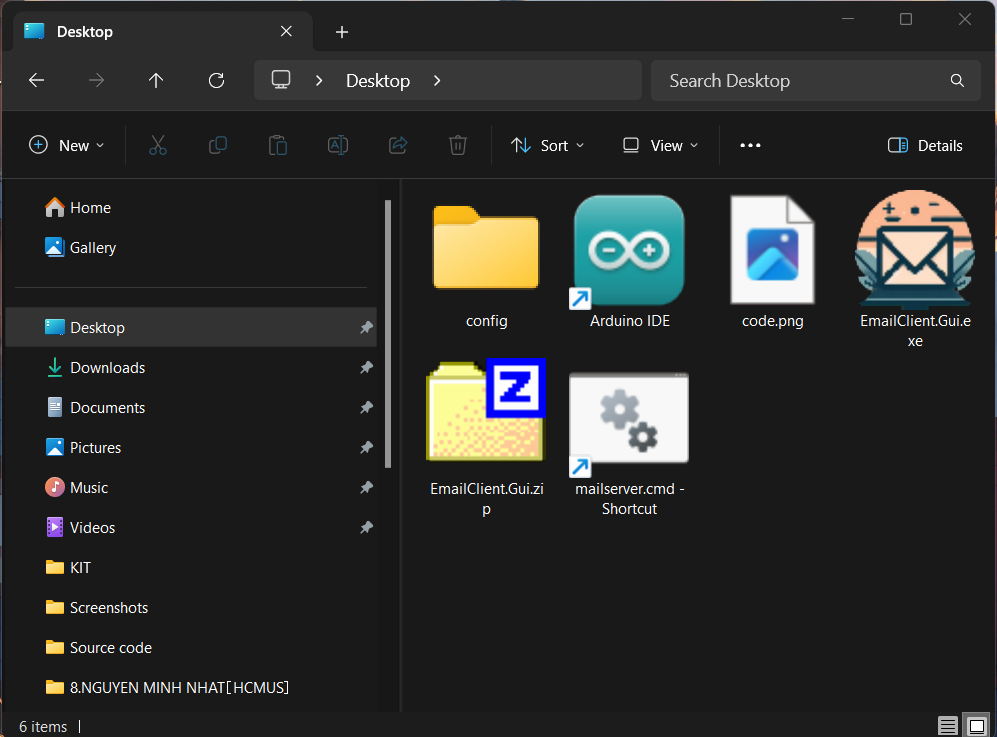 Desktop
Desktop
Search Desktop
New
Sort
View
Details
Home
Gallery
Desktop
Downloads
Documents
Pictures
Music
Videos
KIT
Screenshots
Source code
8.NGUYEN MINH NHAT[HCMUS]
config
Arduino IDE
code.png
EmailClient.Gui.e
xe
Z
EmailClient.Gui.zi
p
mailserver.cmd -
Shortcut
6 items